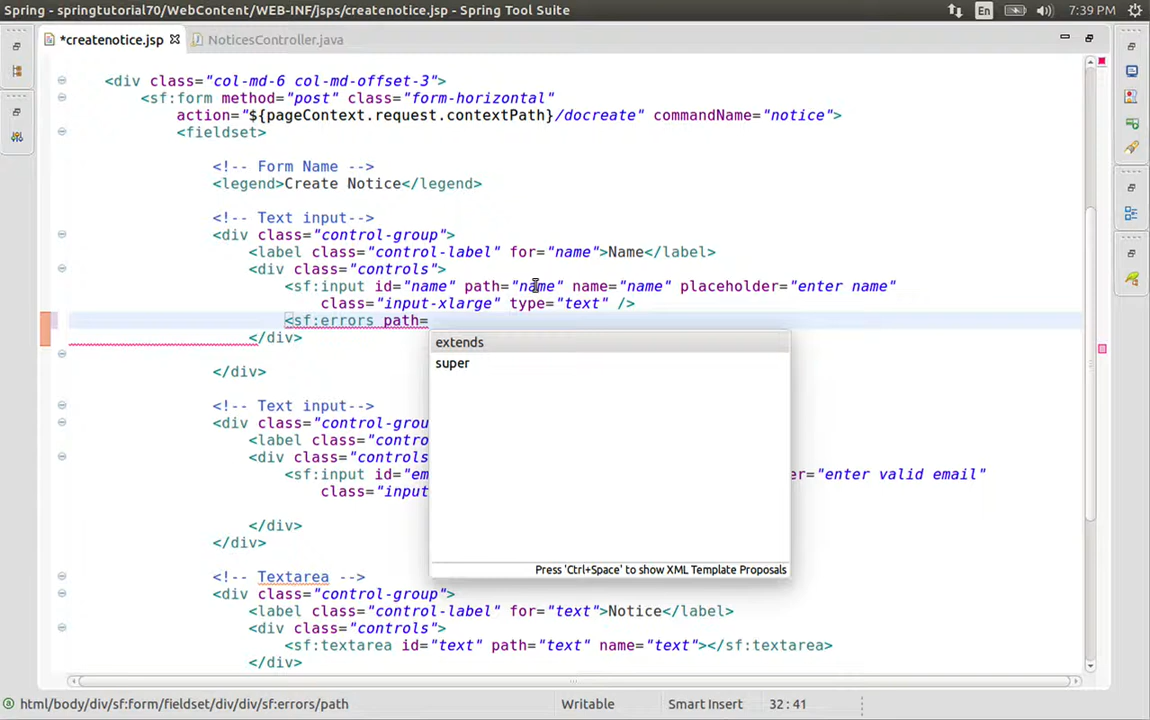 Spring - springtutorial70/WebContent/WEB-INF/jsps/createnotice.jsp - Spring Tool Suite
En
7:39 PM
*createnotice.jsp
NoticesController.java
<div class="col-md-6 col-md-offset-3">
<sf:form method="post" class="form-horizontal"
action="${pageContext.request.contextPath}/docreate" commandName="notice">
<fieldset>
<!-- Form Name -->
<legend>Create Notice</legend>
<!-- Text input-->
<div class="control-group">
<label class="control-label" for="name">Name</label>
<div class="controls">
<sf:input id="name" path="name" name="name" placeholder="enter name"
class="input-xlarge" type="text" />
<sf:errors path=
</div>
extends
super
</div>
<!-- Text input-->
<div class="control-grou
<label class="contro
<div class="controls
<sf:input id="em
er="enter valid email"
class="input
</div>
</div>
Press 'Ctrl+Space' to show XML Template Proposals
<!-- Textarea -->
<div class="control-group">
<label class="control-label" for="text">Notice</label>
<div class="controls">
<sf:textarea id="text" path="text" name="text"></sf:textarea>
</div>
html/body/div/sf:form/fieldset/div/div/sf:errors/path
Writable
Smart Insert
32 : 41